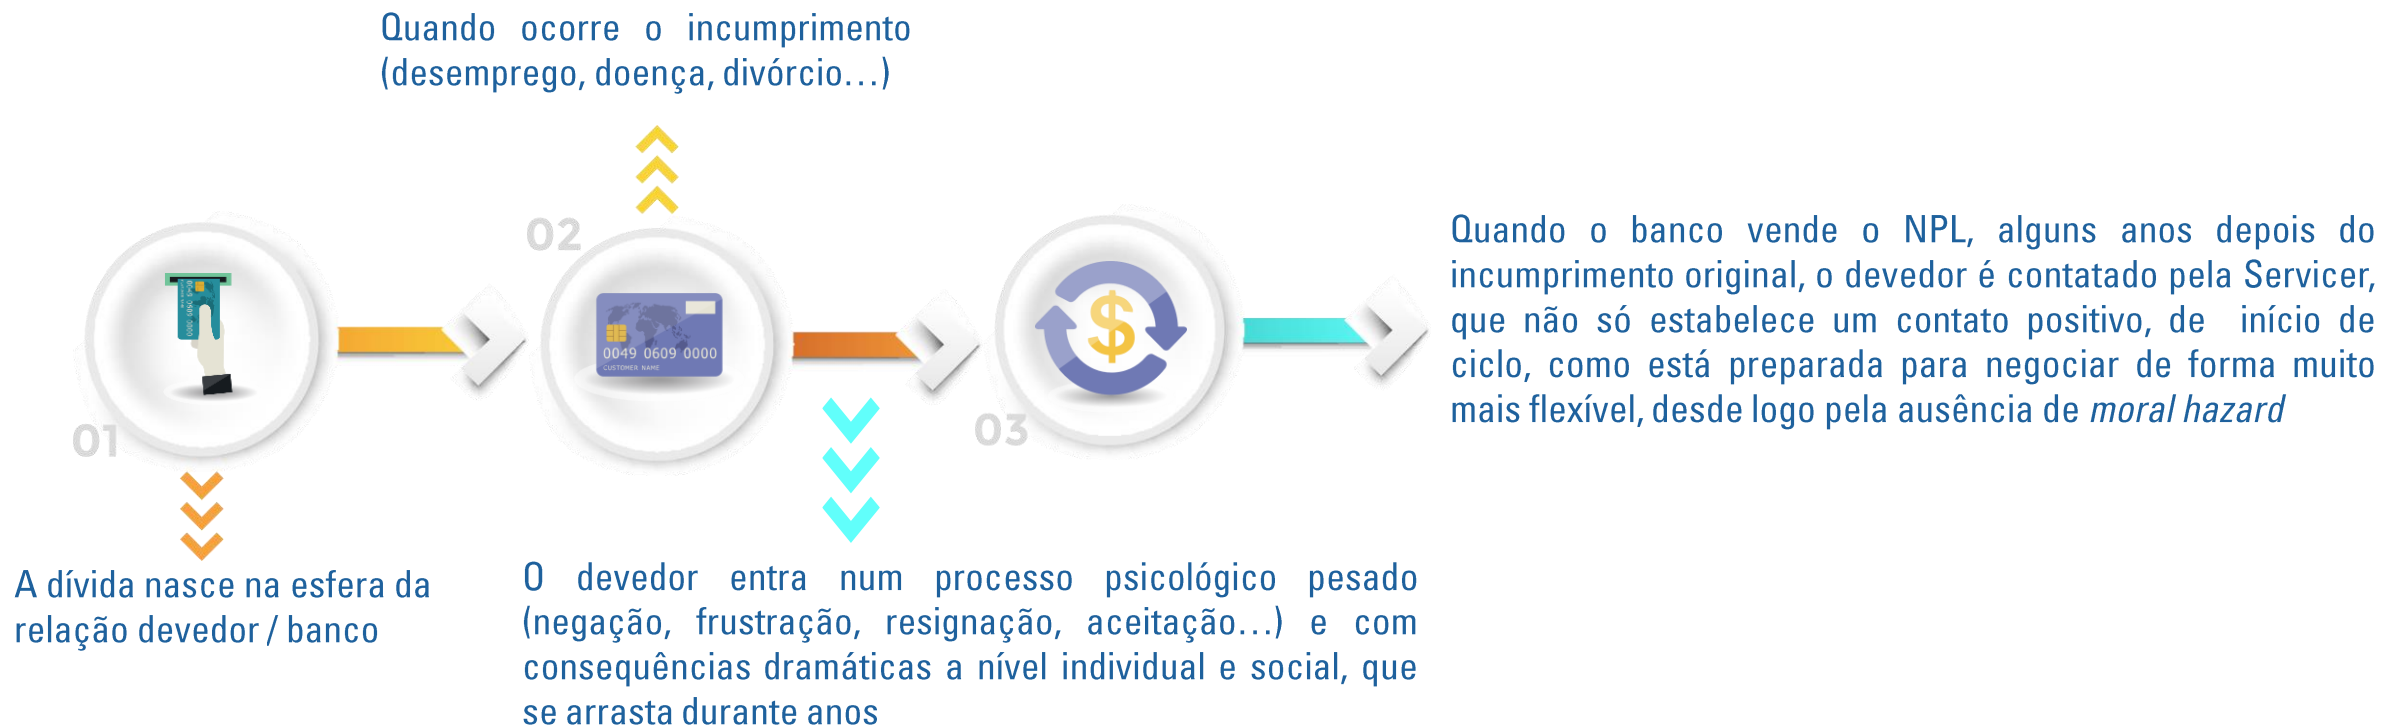 Quando ocorre o incumprimento
(desemprego, doença, divórcio…)
01
A dívida nasce na esfera da
relação devedor / banco
02
0049 0609 0000
CUSTOMER NAME
O devedor entra num processo psicológico pesado
(negação, frustração, resignação, aceitação…) e com
consequências dramáticas a nível individual e social, que
se arrasta durante anos
03
$
Quando o banco vende o NPL, alguns anos depois do
incumprimento original, o devedor é contatado pela Servicer,
que não só estabelece um contato positivo, de início de
ciclo, como está preparada para negociar de forma muito
mais flexível, desde logo pela ausência de moral hazard